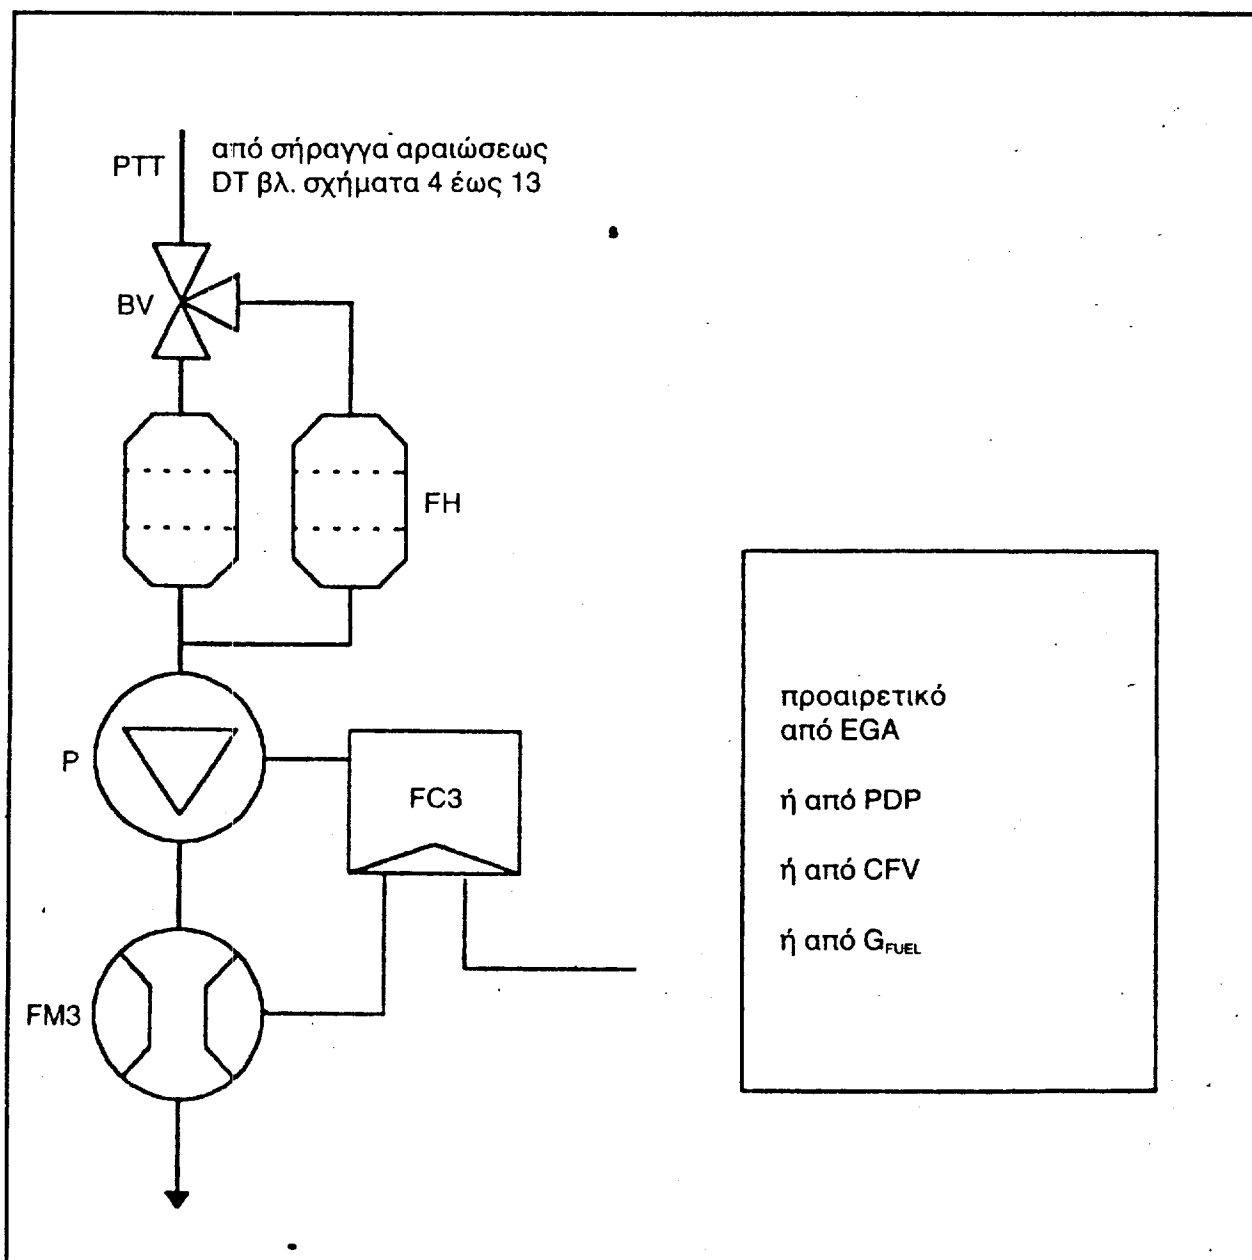 PTT
από σήραγγα αραιώσεως
DT βλ. σχήματα 4 έως 13
BV
FH
P
FC3
FM3
προαιρετικό
από EGA
ή από PDP
ή από CFV
ή από GFUEL